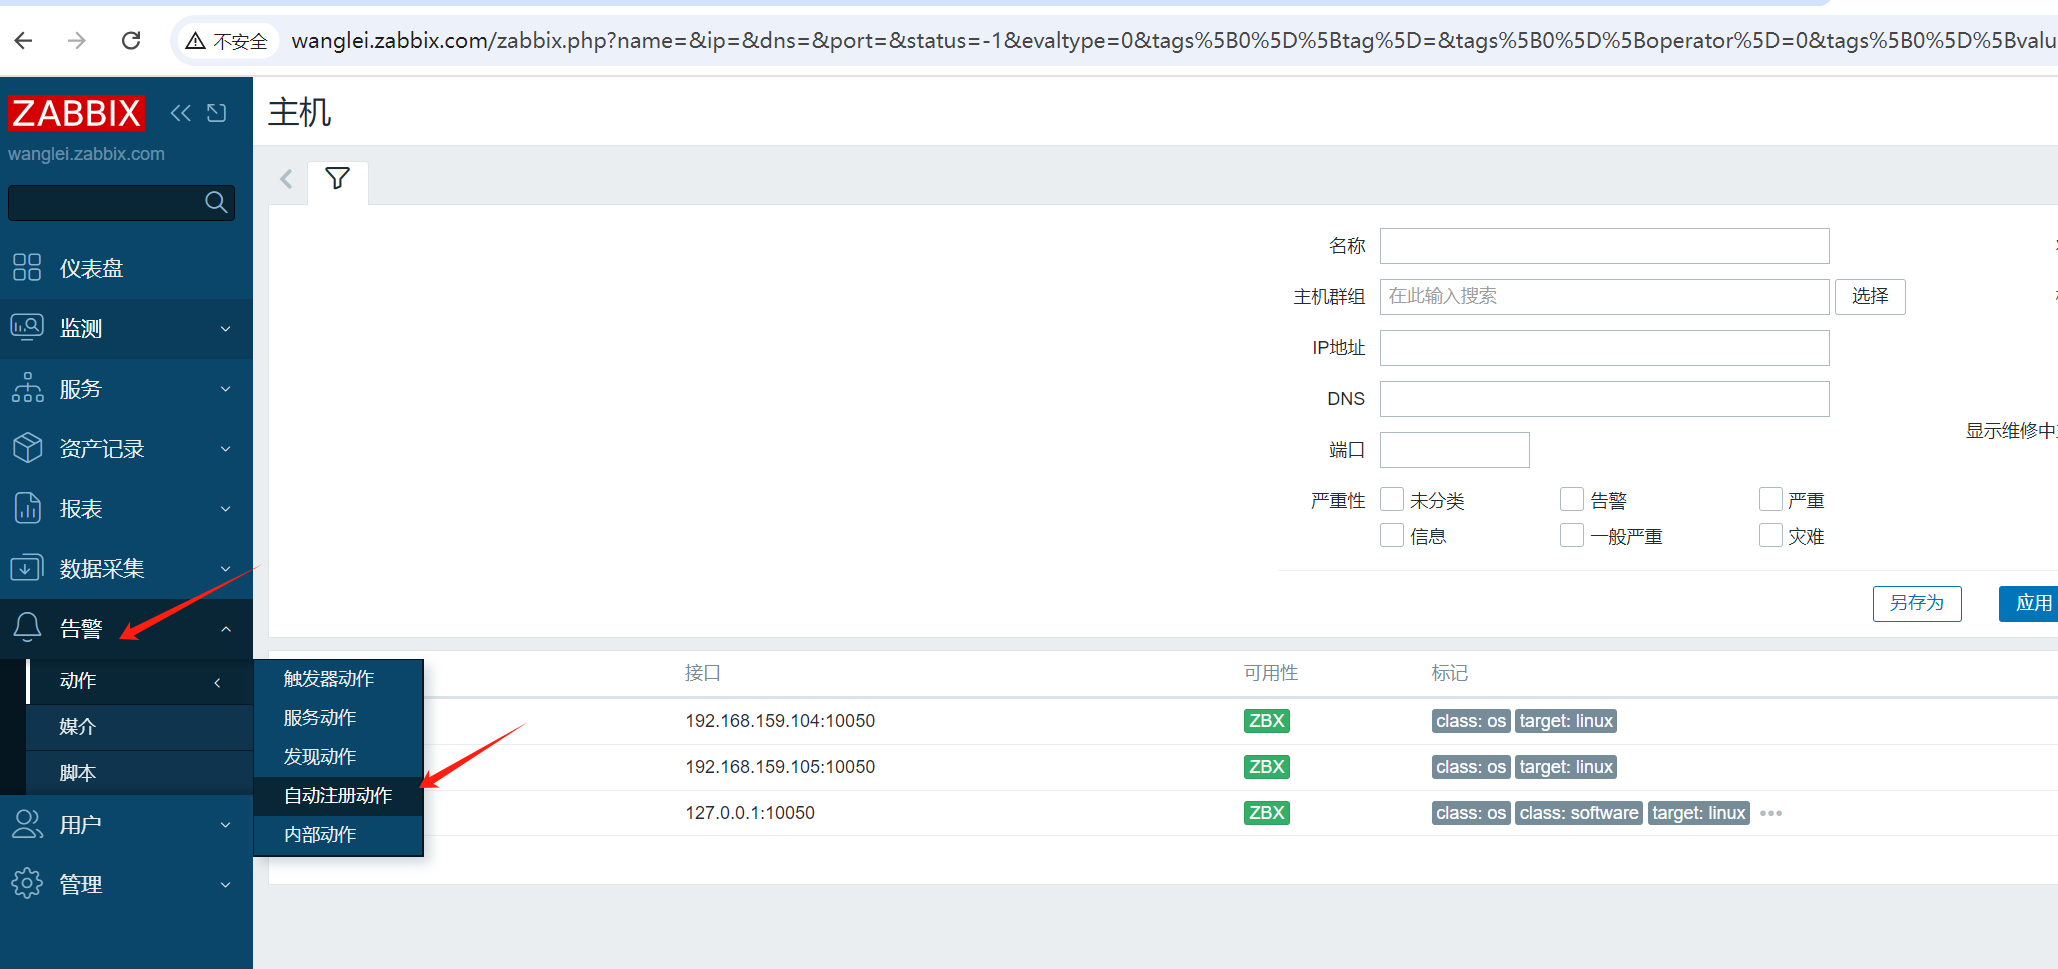 不安全 wanglei.zabbix.com/zabbix.php?name=&ip=&dns=&port=&status=-1&evaltype=0&tags%5B0%5D%5Btag%5D=&tags%5B0%5D%5Boperator%5D=0&tags%5B0%5D%5Bvalu
ZABBIX
wanglei.zabbix.com
仪表盘
监测
服务
资产记录
报表
数据采集
告警
动作
媒介
脚本
用户
管理
触发器动作
服务动作
发现动作
自动注册动作
内部动作
主机
名称
主机群组 在此输入搜索 选择
IP地址
DNS
端口
显示维修中
严重性 未分类 告警 严重
信息 一般严重 灾难
另存为 应用
接口 可用性 标记
192.168.159.104:10050 ZBX class: os target: linux
192.168.159.105:10050 ZBX class: os target: linux
127.0.0.1:10050 ZBX class: os class: software target: linux •••